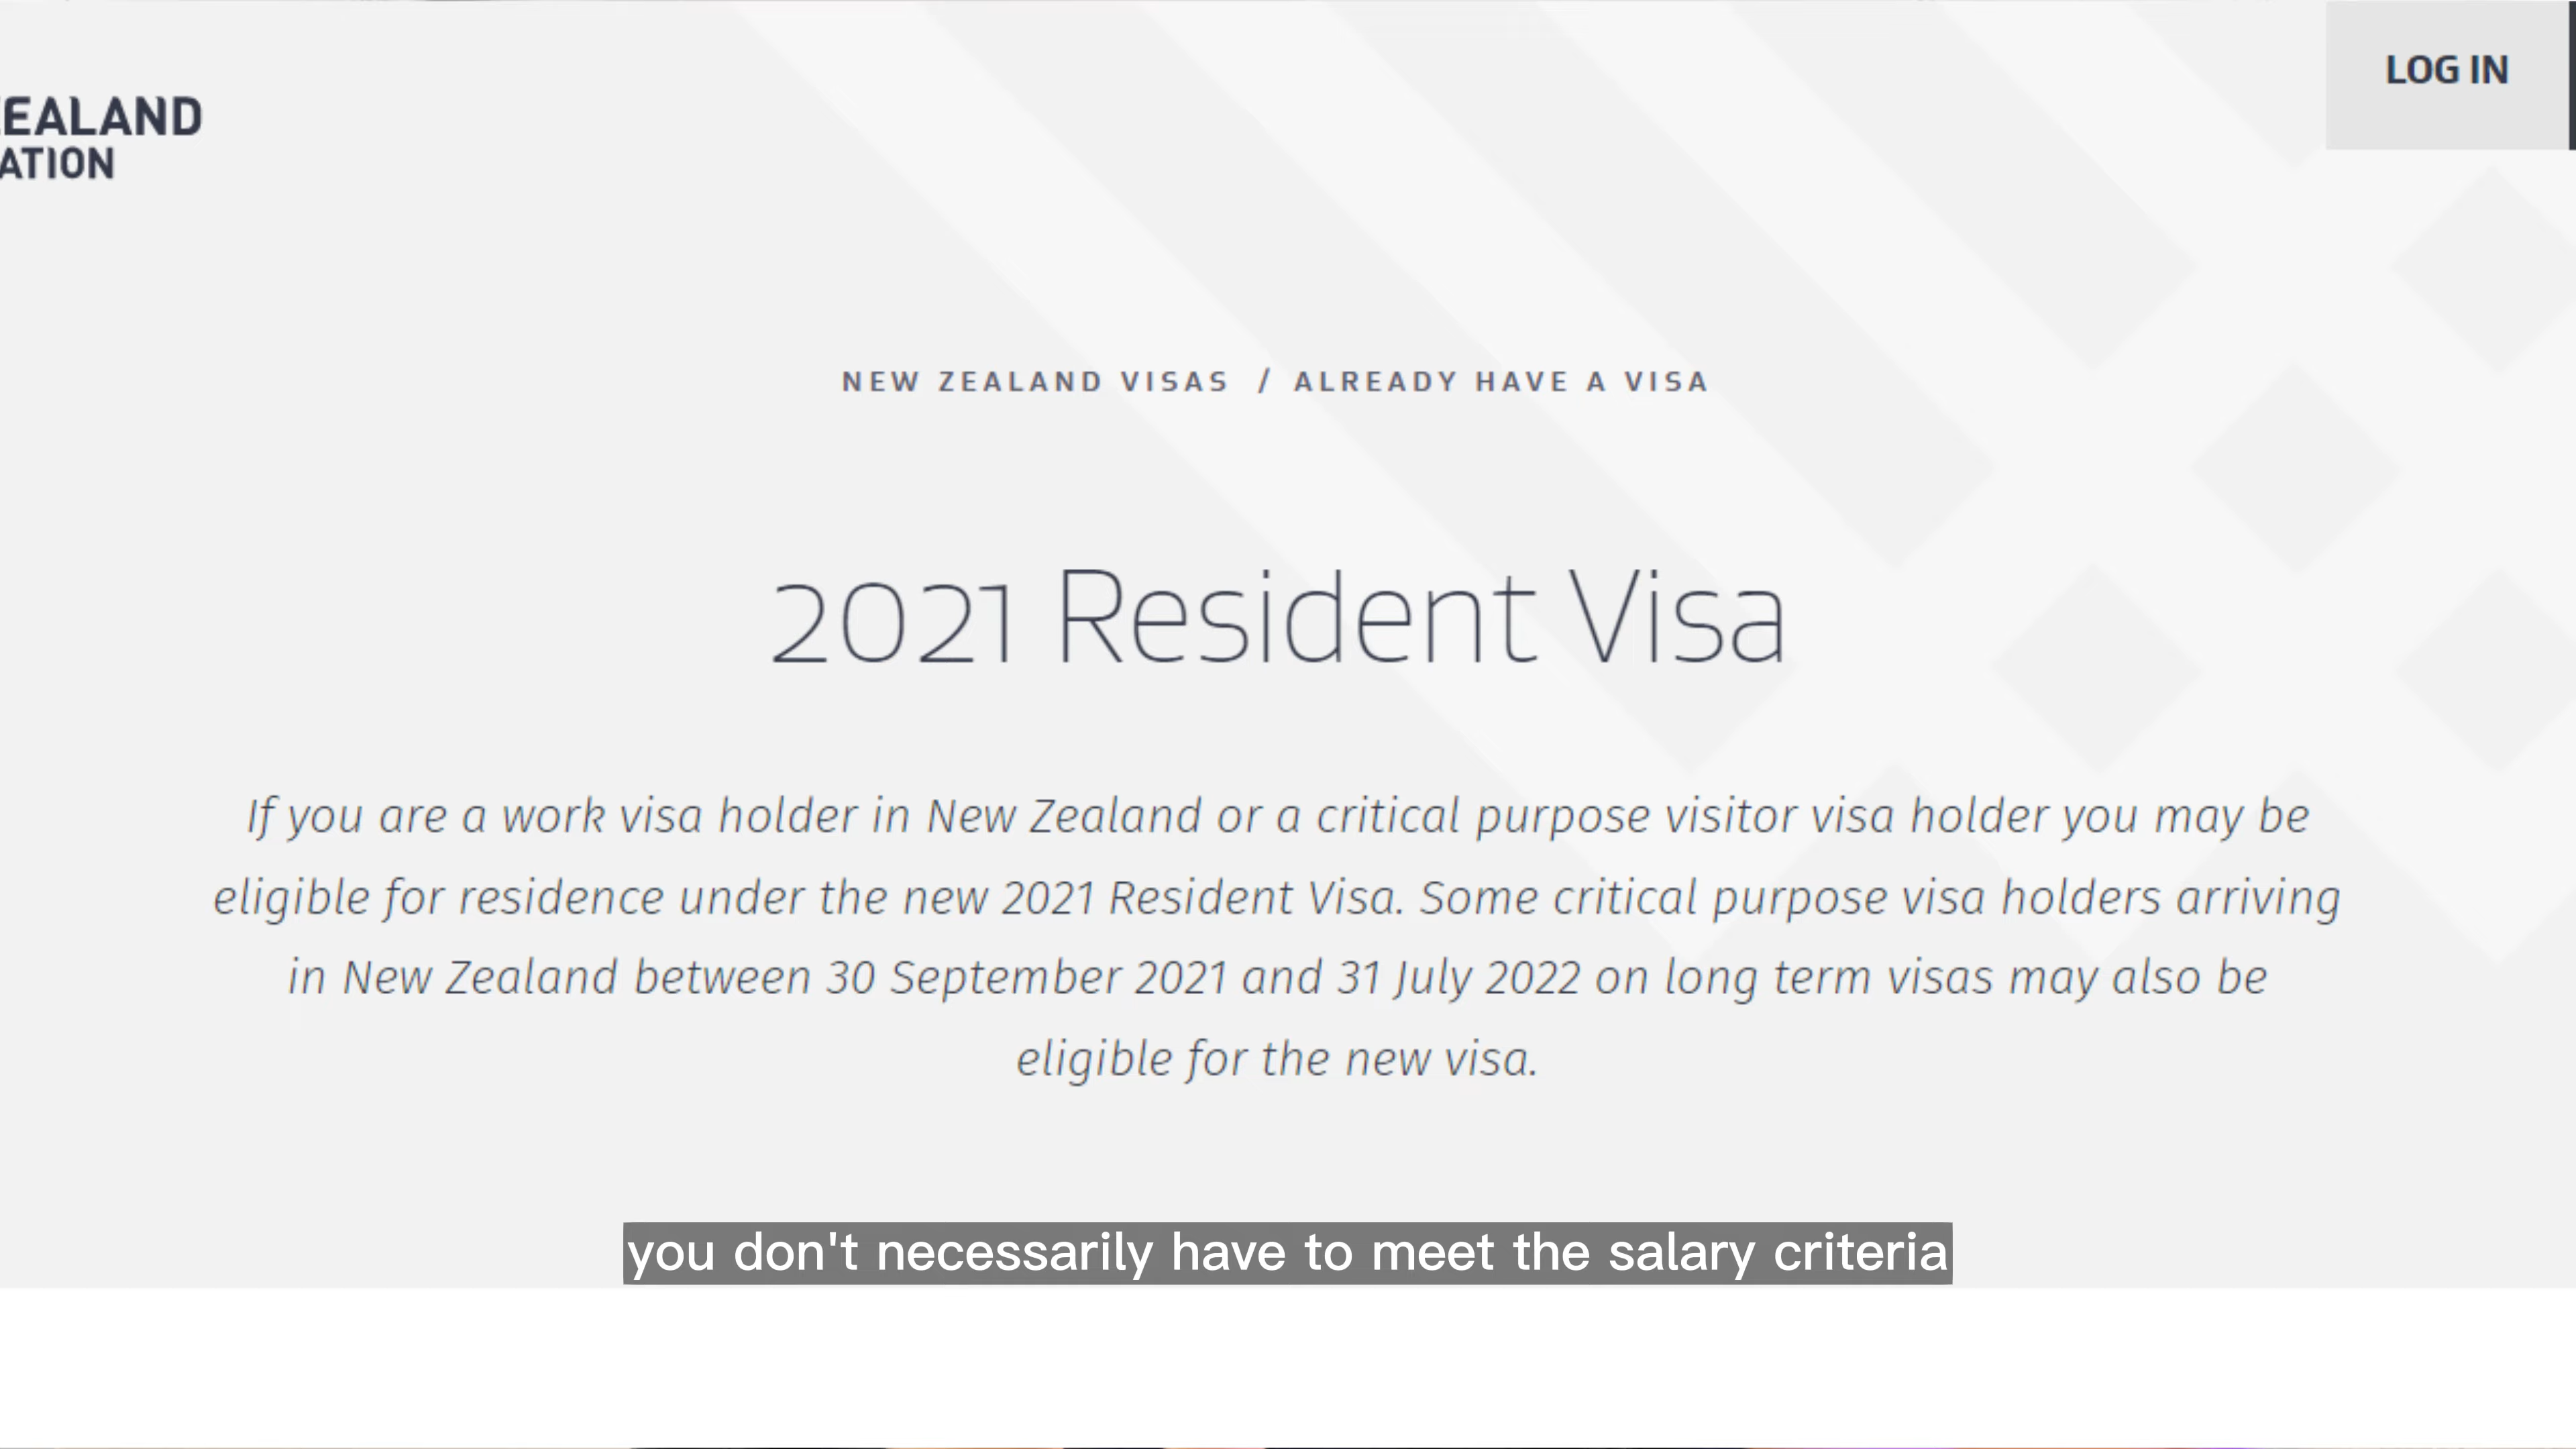 LOG IN
ZEALAND
ATION
NEW ZEALAND VISAS / ALREADY HAVE A VISA
2021 Resident Visa
If you are a work visa holder in New Zealand or a critical purpose visitor visa holder you may be
eligible for residence under the new 2021 Resident Visa. Some critical purpose visa holders arriving
in New Zealand between 30 September 2021 and 31 July 2022 on long term visas may also be
eligible for the new visa.
you don't necessarily have to meet the salary criteria